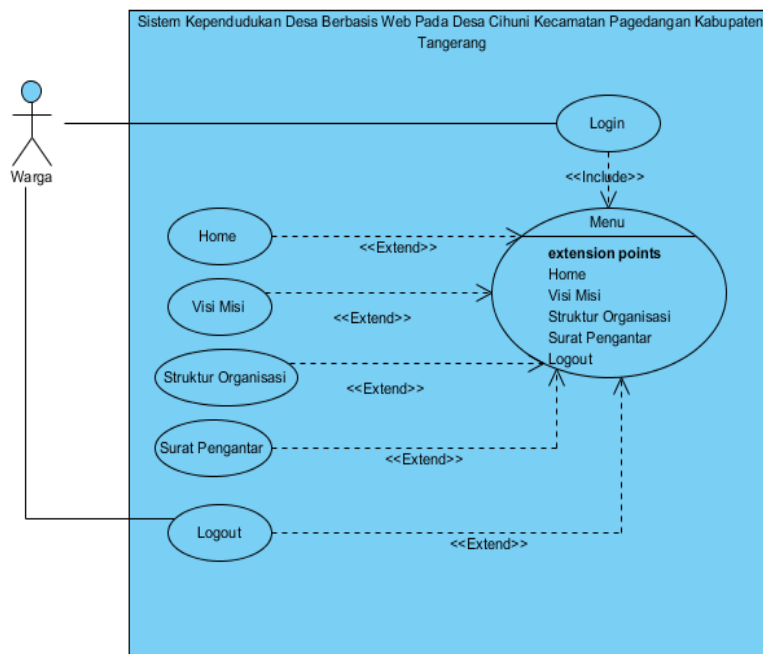 Sistem Kependudukan Desa Berbasis Web Pada Desa Cihuni Kecamatan Pagedangan Kabupaten
Tangerang
Login
Warga
<<Include>>
Menu
Home
<<Extend>>
extension points
Home
Visi Misi
Struktur Organisasi
Surat Pengantar
Logout
Visi Misi
<<Extend>>
Struktur Organisasi
<<Extend>>
Surat Pengantar
<<Extend>>
Logout
<<Extend>>